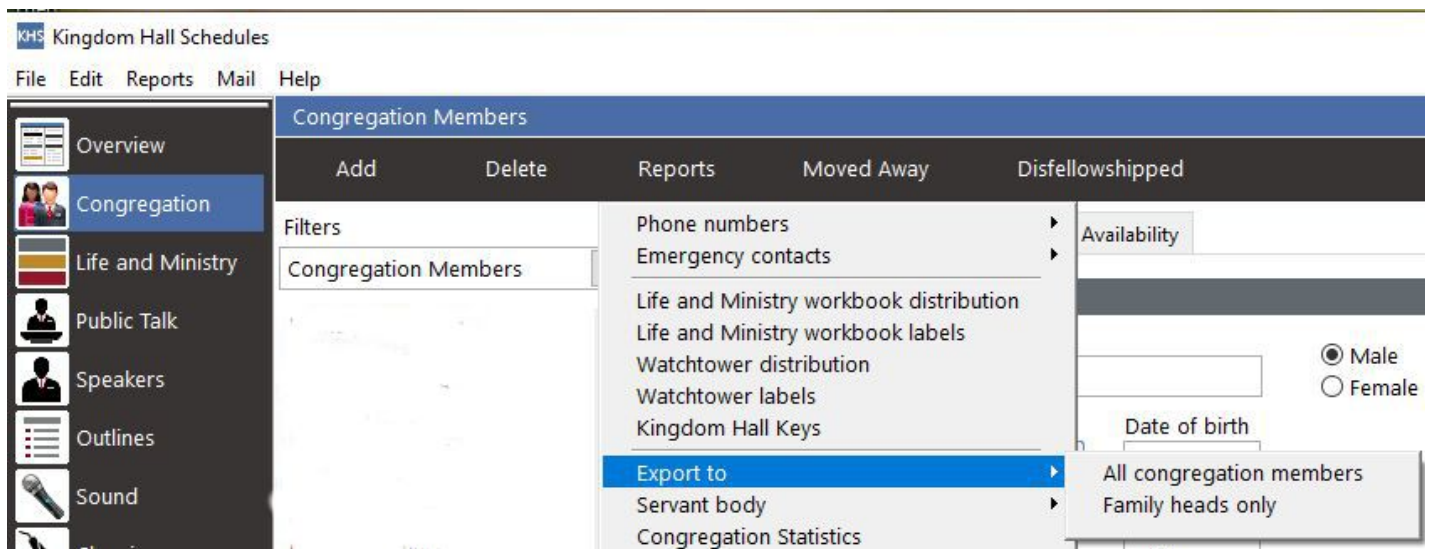 KHS Kingdom Hall Schedules
File Edit Reports Mail Help
Congregation Members
Overview
Congregation
Life and Ministry
Public Talk
Speakers
Outlines
Sound
Add Delete Reports Moved Away Disfellowshipped
Filters
Congregation Members
Phone numbers
Emergency contacts
Life and Ministry workbook distribution
Life and Ministry workbook labels
Watchtower distribution
Watchtower labels
Kingdom Hall Keys
Export to
Servant body
Congregation Statistics
All congregation members
Family heads only
Availability
Male
Female
Date of birth